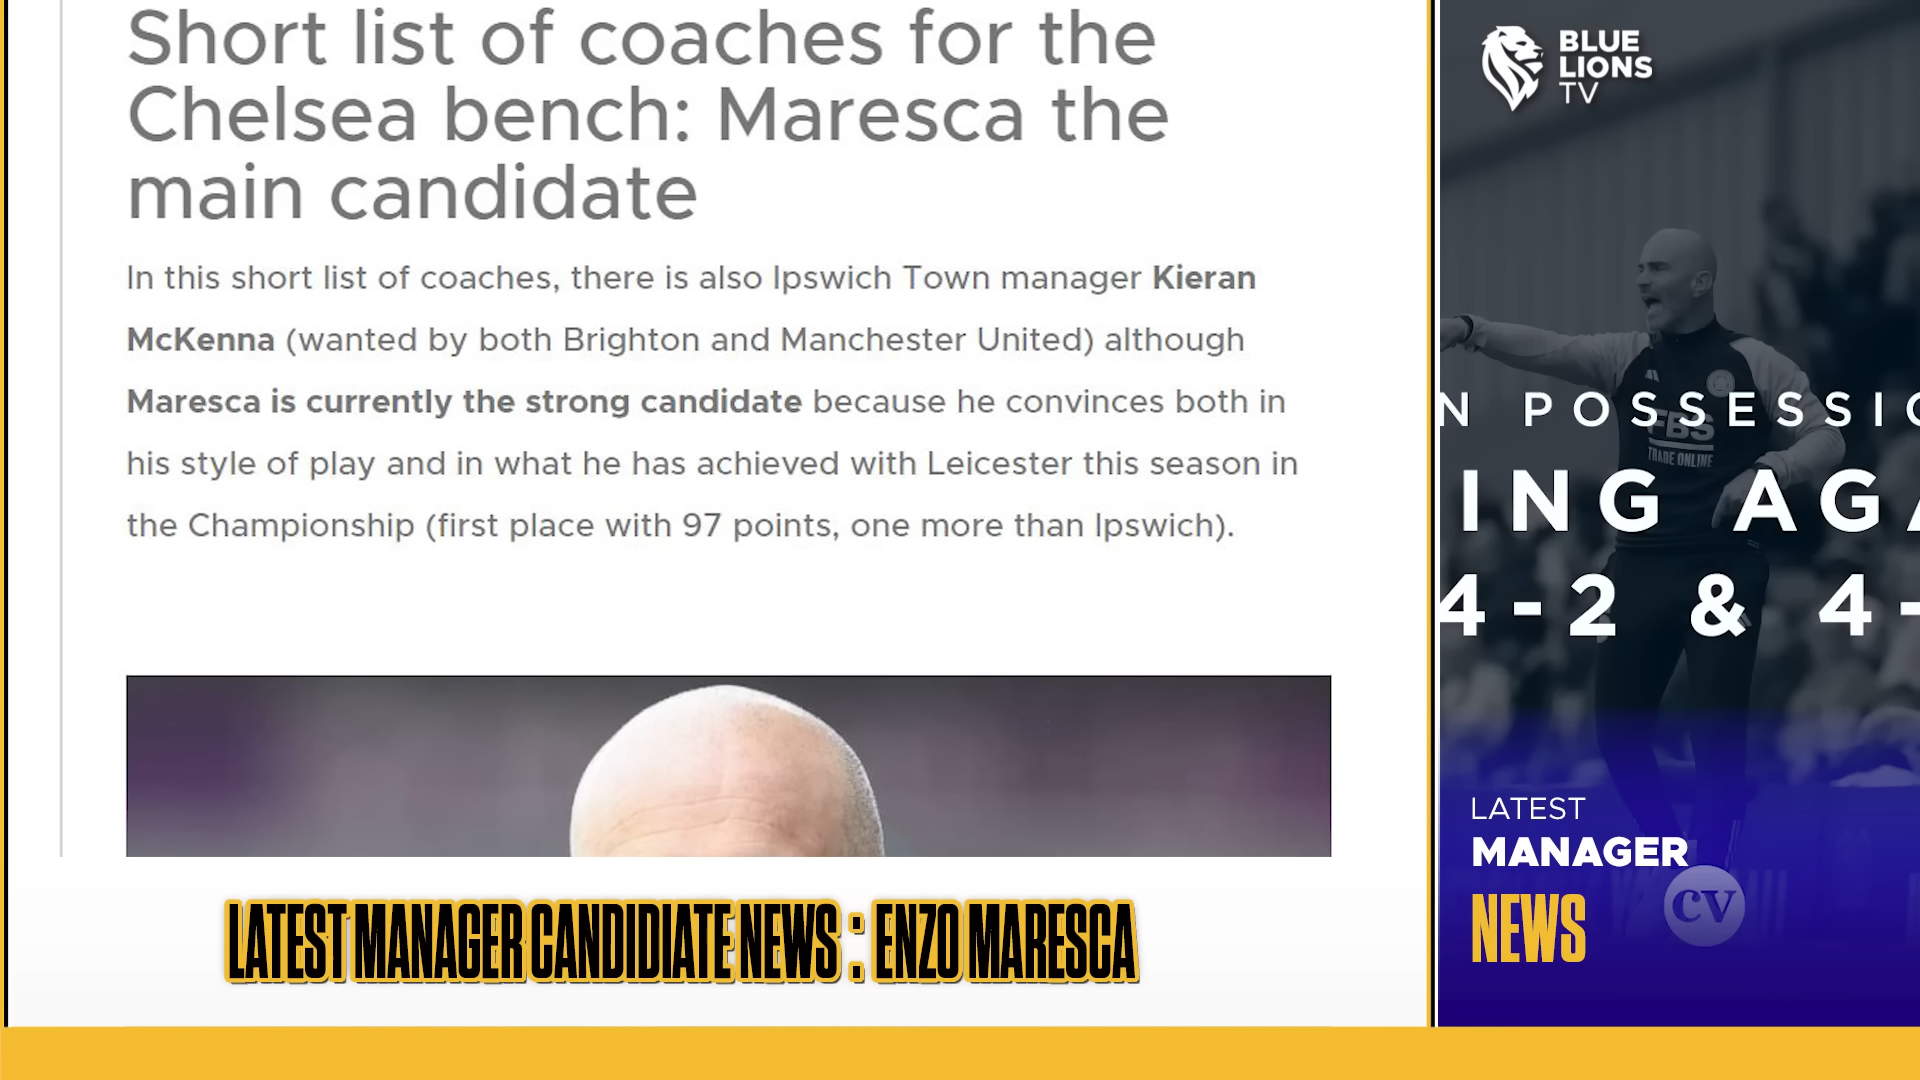 Short list of coaches for the
Chelsea bench: Maresca the
main candidate
In this short list of coaches, there is also Ipswich Town manager Kieran
McKenna (wanted by both Brighton and Manchester United) although
Maresca is currently the strong candidate because he convinces both in
his style of play and in what he has achieved with Leicester this season in
the Championship (first place with 97 points, one more than Ipswich).
LATEST MANAGER CANDIDIATE NEWS : ENZO MARESCA
BLUE
LIONS
TV
N POSSESSIO
ING AGA
4-2 & 4-
FBS
TRADE ONLINE
LATEST
MANAGER
NEWS
CV